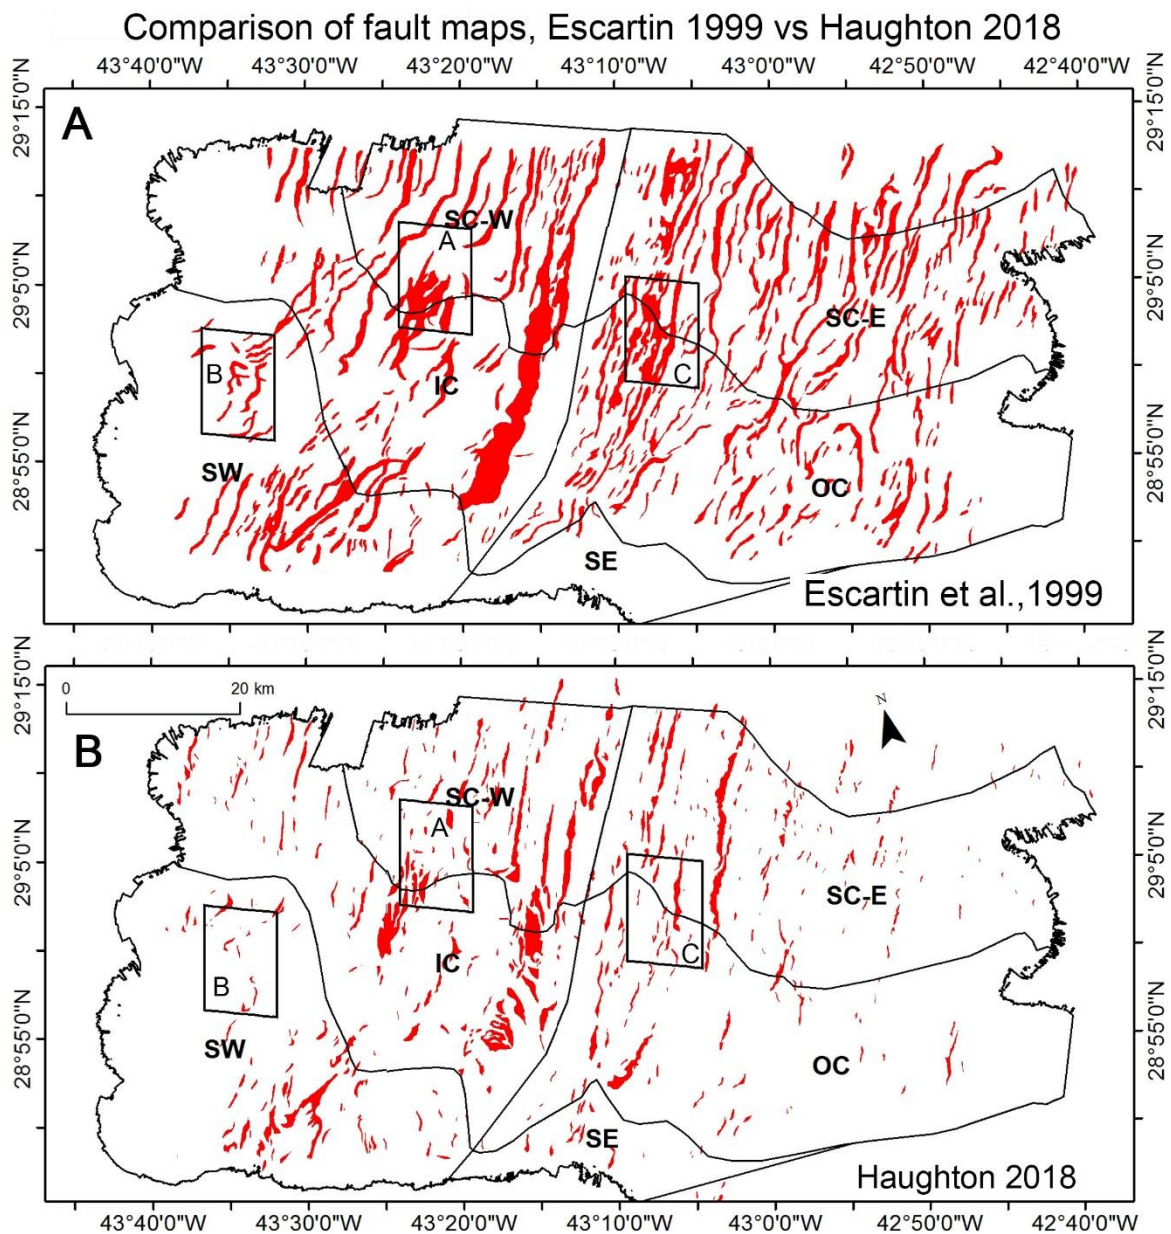 Comparison of fault maps, Escartin 1999 vs Haughton 2018
43°40'0"W 43°30'0"W 43°20'0"W 43°10'0"W 43°0'0"W 42°50'0"W 42°40'0"W
A
29°15'0"N 29°15'0"N
SC-W
A
29°5'0"N 29°5'0"N
SC-E
B IC C
28°55'0"N 28°55'0"N
SW OC
SE
Escartin et al.,1999
0 20 km
N
29°15'0"N 29°15'0"N
B
SC-W
A
29°5'0"N 29°5'0"N
SC-E
IC C
B
28°55'0"N 28°55'0"N
SW OC
SE
Haughton 2018
43°40'0"W 43°30'0"W 43°20'0"W 43°10'0"W 43°0'0"W 42°50'0"W 42°40'0"W